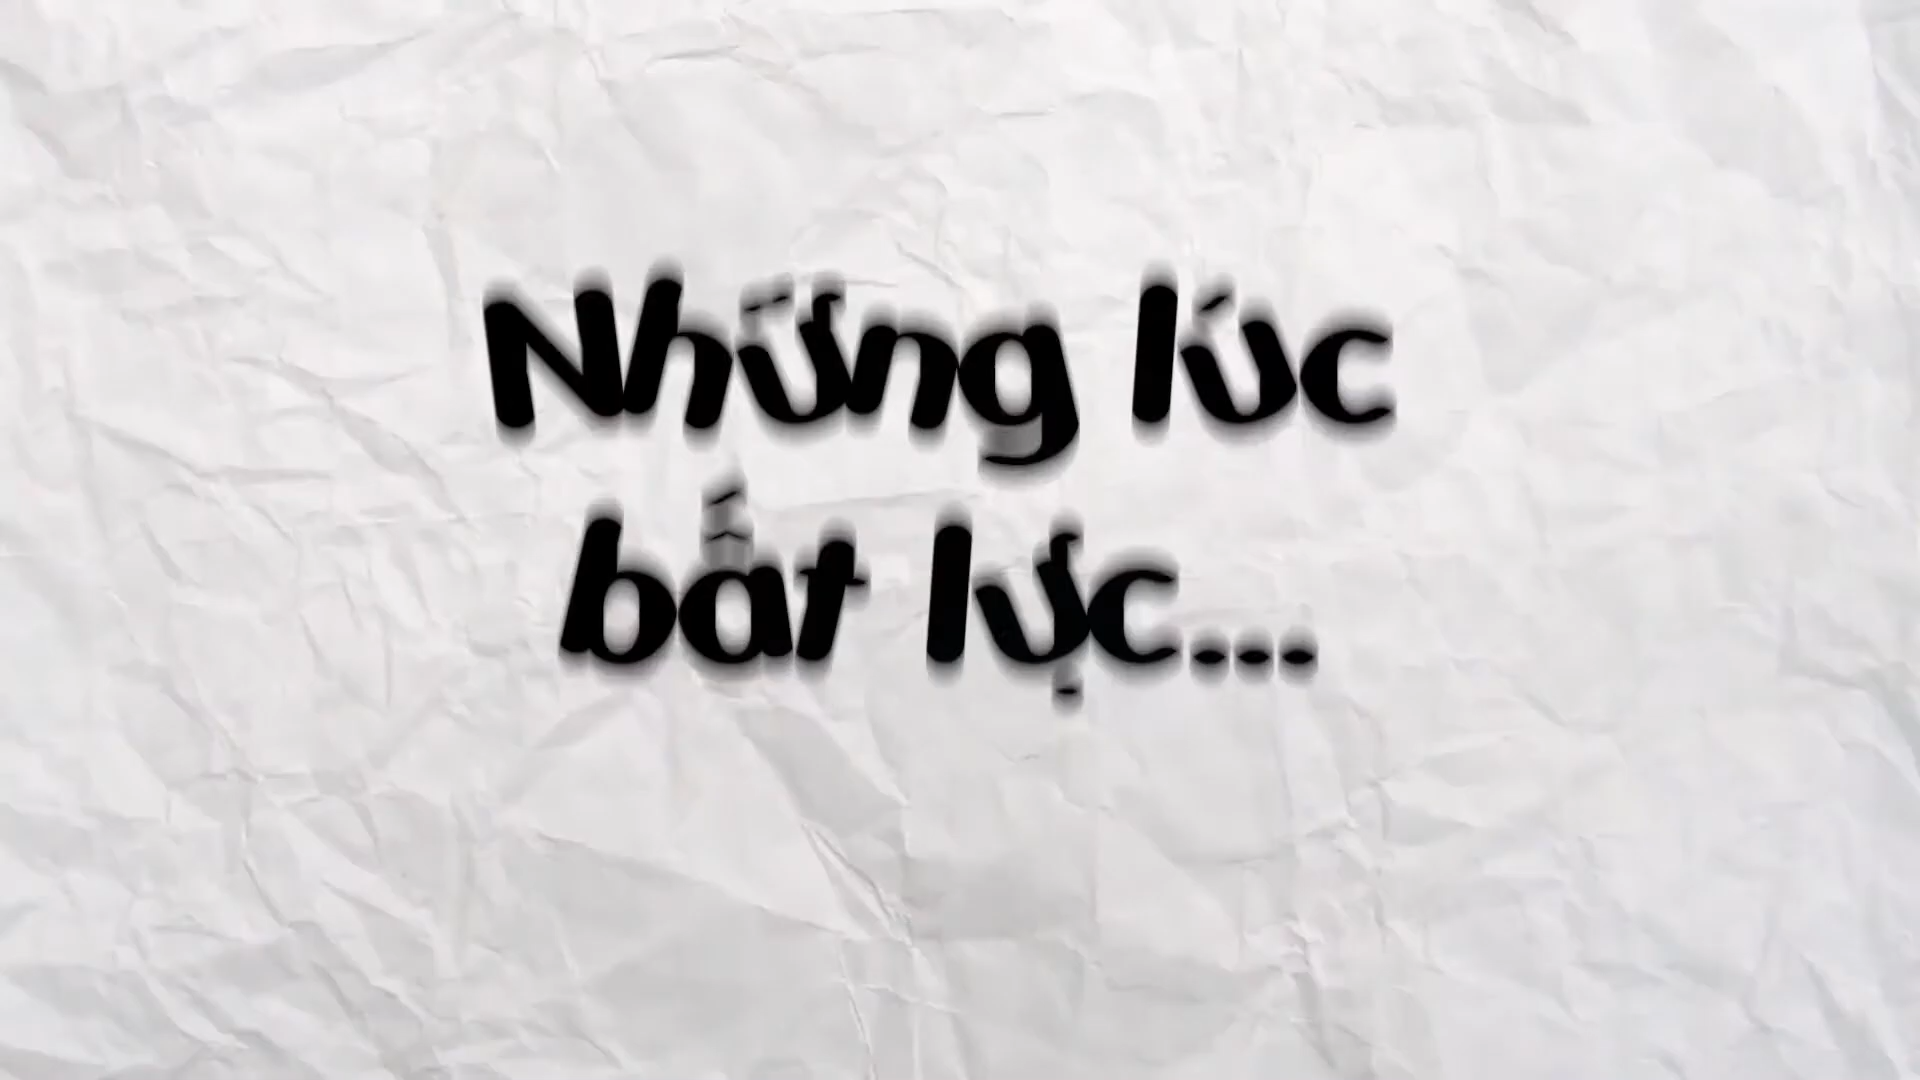 Những lúc
bất lực...